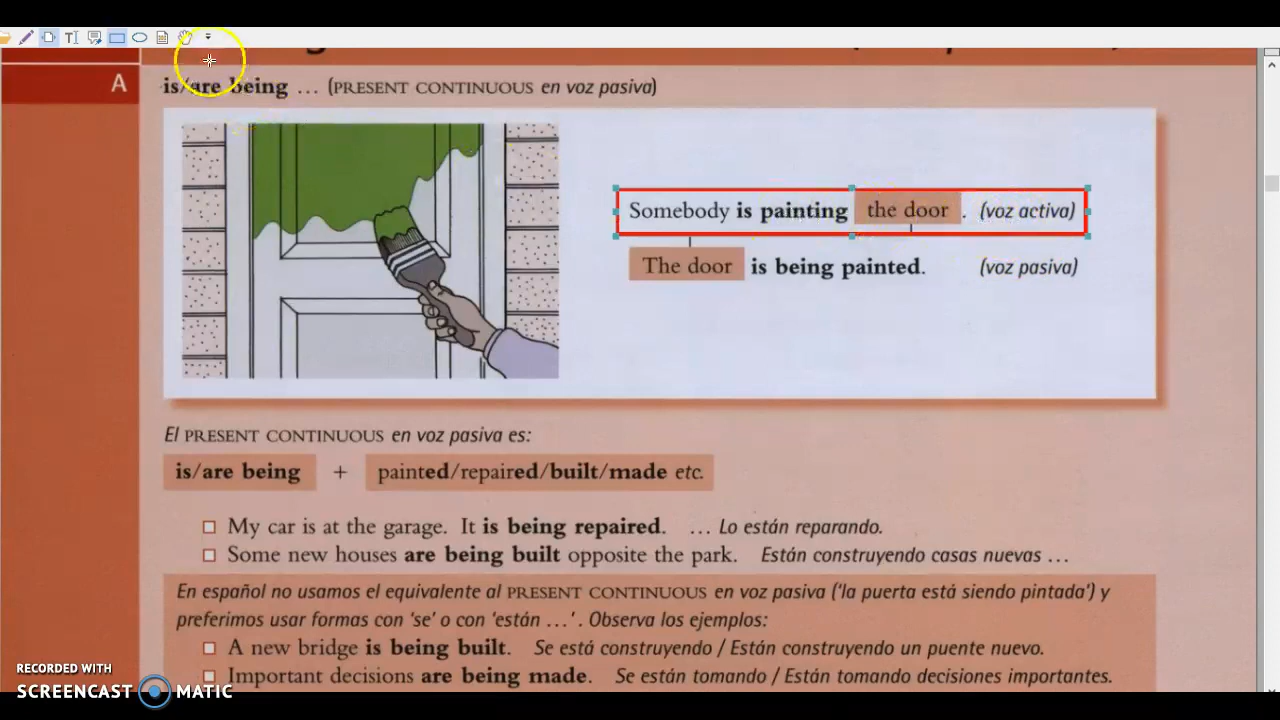 A
is/are being … (PRESENT CONTINUOUS en voz pasiva)
Somebody is painting the door . (voz activa)
The door is being painted. (voz pasiva)
El PRESENT CONTINUOUS en voz pasiva es:
is/are being + painted/repaired/built/made etc.
My car is at the garage. It is being repaired. … Lo están reparando.
Some new houses are being built opposite the park. Están construyendo casas nuevas …
En español no usamos el equivalente al PRESENT CONTINUOUS en voz pasiva ('la puerta está siendo pintada') y
preferimos usar formas con 'se' o con 'están …'. Observa los ejemplos:
A new bridge is being built. Se está construyendo / Están construyendo un puente nuevo.
Important decisions are being made. Se están tomando / Están tomando decisiones importantes.
RECORDED WITH
SCREENCAST MATIC